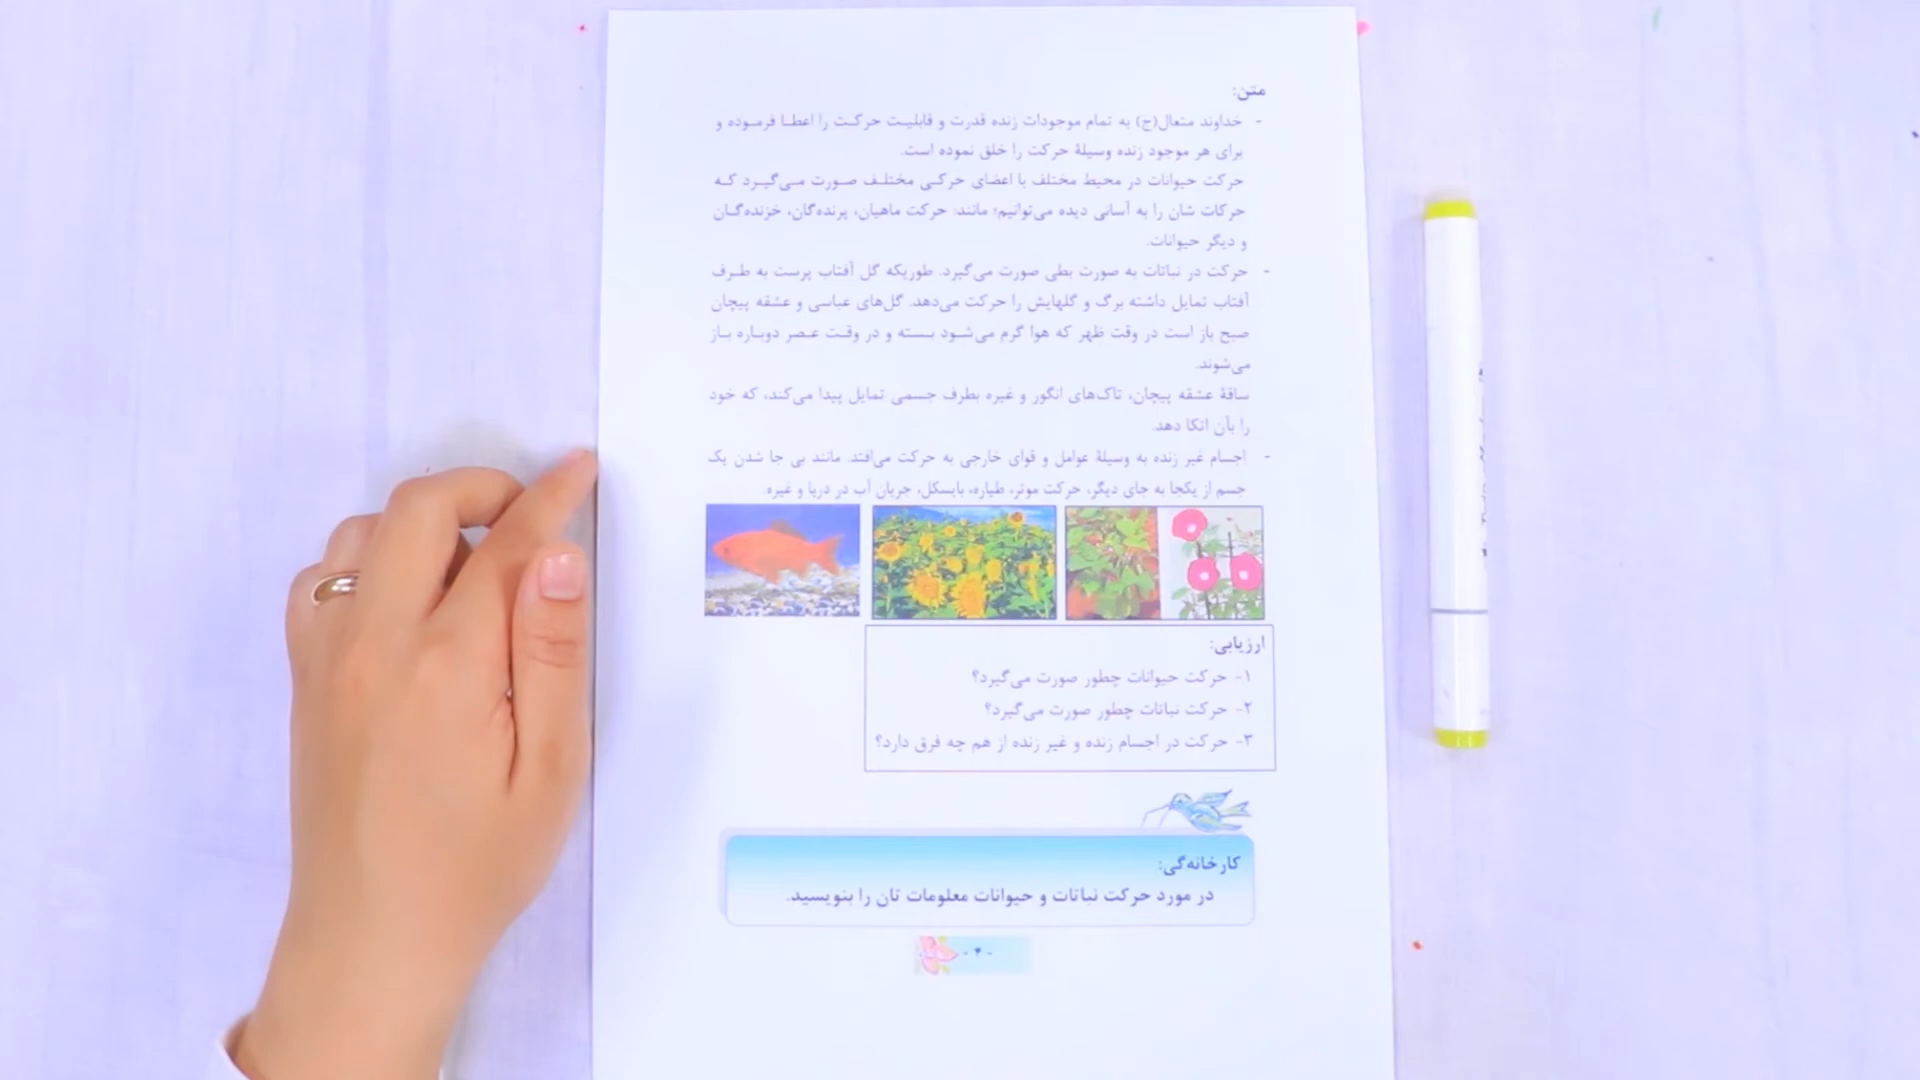 متن:
- خداوند متعال(ج) به تمام موجودات زنده قدرت و قابلیت حرکت را اعطا فرموده و
برای هر موجود زنده وسیلهٔ حرکت را خلق نموده است.
حرکت حیوانات در محیط مختلف با اعضای حرکی مختلف صورت می‌گیرد که
حرکات شان را به آسانی دیده می‌توانیم؛ مانند: حرکت ماهیان، پرنده‌گان، خزنده‌گان
و دیگر حیوانات.
- حرکت در نباتات به صورت بطی صورت می‌گیرد. طوریکه گل آفتاب پرست به طرف
آفتاب تمایل داشته برگ و گلهایش را حرکت می‌دهد. گل‌های عباسی و عشقه پیچان
صبح باز است در وقت ظهر که هوا گرم می‌شود بسته و در وقت عصر دوباره باز
می‌شوند.
ساقهٔ عشقه پیچان، تاک‌های انگور و غیره بطرف جسمی تمایل پیدا می‌کند، که خود
را بآن اتکا دهد.
- اجسام غیر زنده به وسیلهٔ عوامل و قوای خارجی به حرکت می‌افتد. مانند بی جا شدن یک
جسم از یکجا به جای دیگر، حرکت موتر، طیاره، بایسکل، جریان آب در دریا و غیره.
ارزیابی:
۱- حرکت حیوانات چطور صورت می‌گیرد؟
۲- حرکت نباتات چطور صورت می‌گیرد؟
۳- حرکت در اجسام زنده و غیر زنده از هم چه فرق دارد؟
کارخانه‌گی:
در مورد حرکت نباتات و حیوانات معلومات تان را بنویسید.